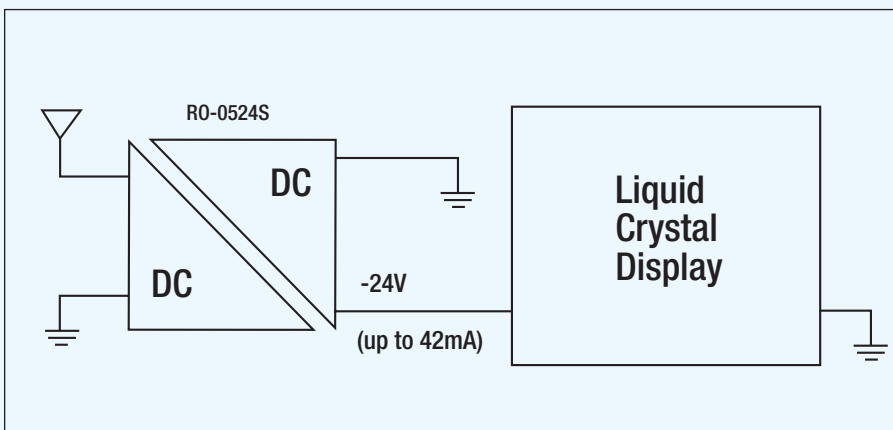 RO-0524S
DC
DC
-24V
(up to 42mA)
Liquid
Crystal
Display